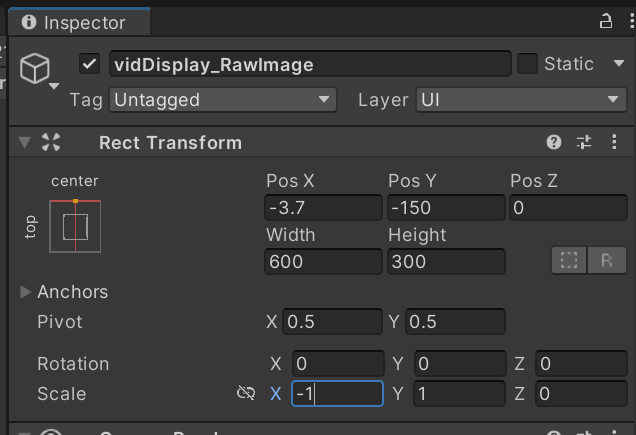 Inspector
vidDisplay_RawImage Static
Tag Untagged Layer UI
Rect Transform
center
top
Pos X Pos Y Pos Z
-3.7 -150 0
Width Height
600 300 R
Anchors
Pivot X 0.5 Y 0.5
Rotation X 0 Y 0 Z 0
Scale X -1 Y 1 Z 0